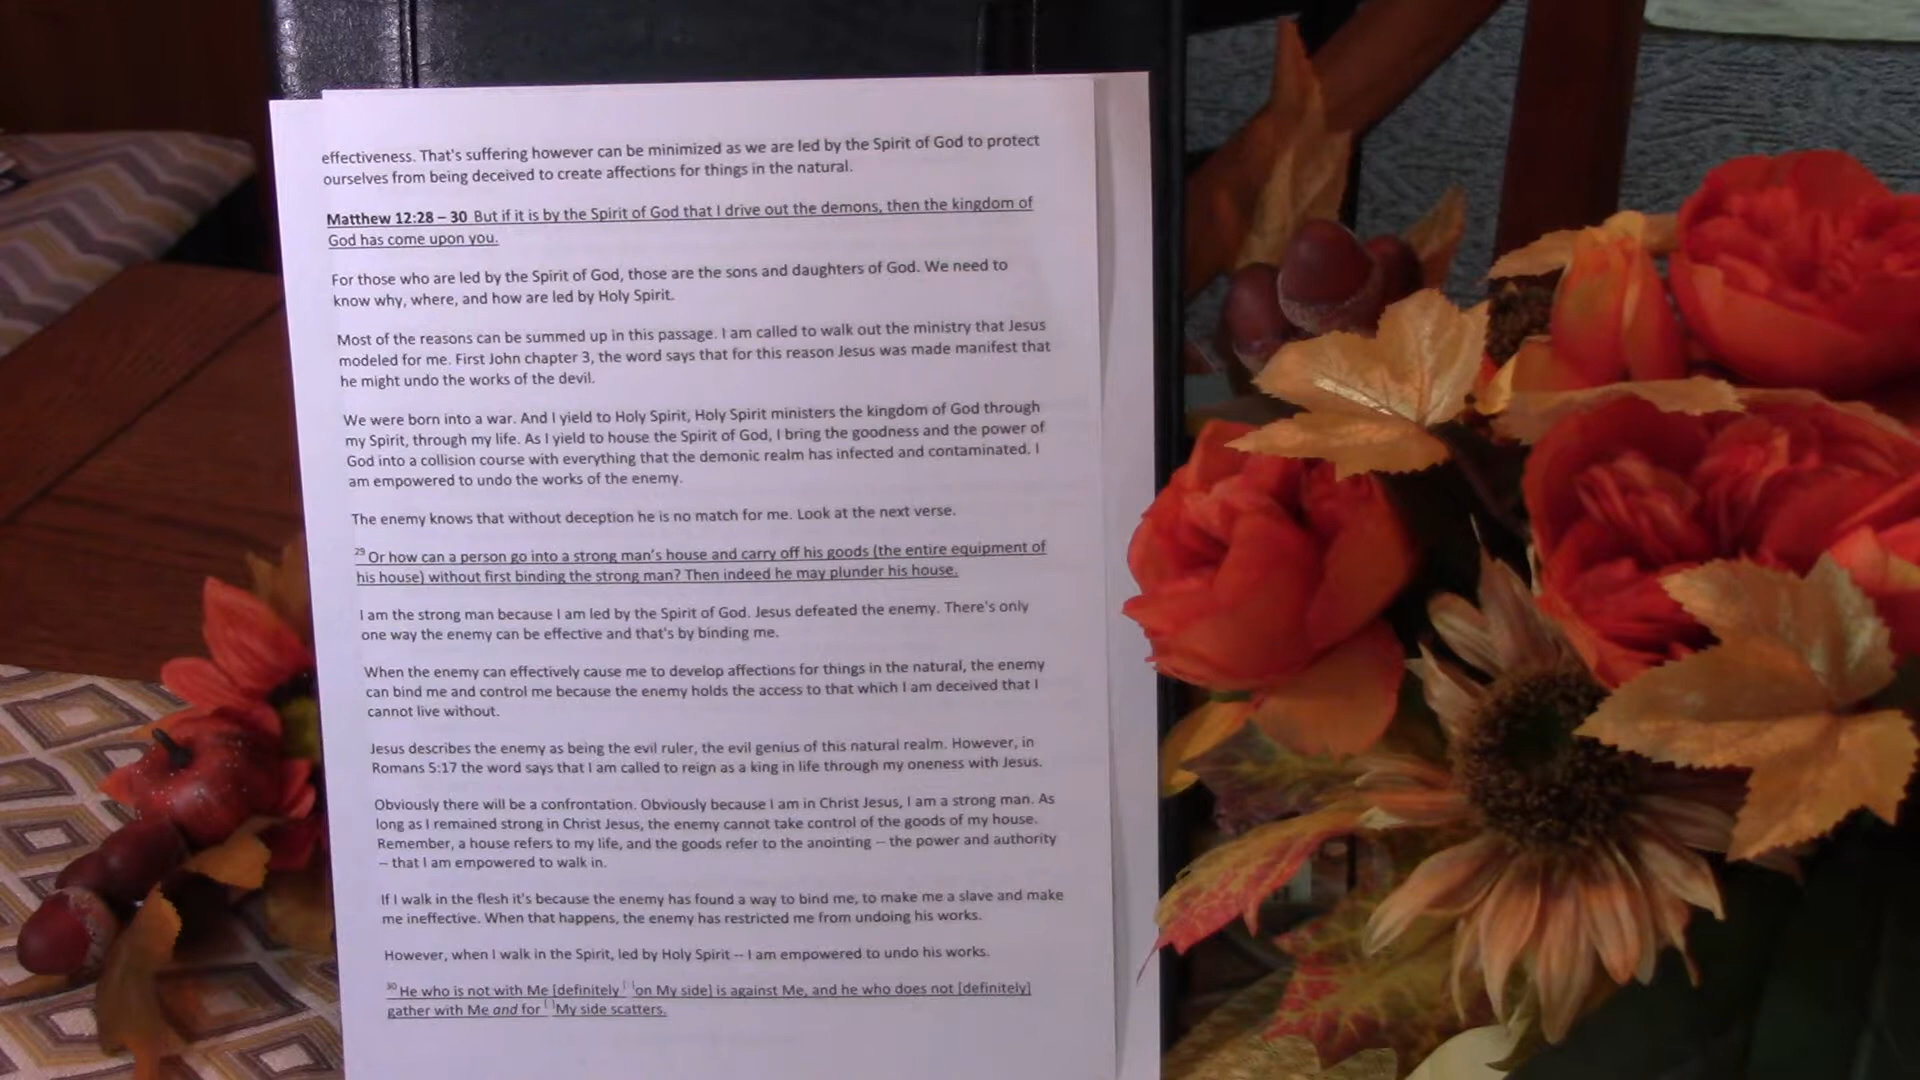 effectiveness. That's suffering however can be minimized as we are led by the Spirit of God to protect
ourselves from being deceived to create affections for things in the natural.
Matthew 12:28 – 30 But if it is by the Spirit of God that I drive out the demons, then the kingdom of
God has come upon you.
For those who are led by the Spirit of God, those are the sons and daughters of God. We need to
know why, where, and how are led by Holy Spirit.
Most of the reasons can be summed up in this passage. I am called to walk out the ministry that Jesus
modeled for me. First John chapter 3, the word says that for this reason Jesus was made manifest that
he might undo the works of the devil.
We were born into a war. And I yield to Holy Spirit, Holy Spirit ministers the kingdom of God through
my Spirit, through my life. As I yield to house the Spirit of God, I bring the goodness and the power of
God into a collision course with everything that the demonic realm has infected and contaminated. I
am empowered to undo the works of the enemy.
The enemy knows that without deception he is no match for me. Look at the next verse.
29 Or how can a person go into a strong man's house and carry off his goods (the entire equipment of
his house) without first binding the strong man? Then indeed he may plunder his house.
I am the strong man because I am led by the Spirit of God. Jesus defeated the enemy. There's only
one way the enemy can be effective and that's by binding me.
When the enemy can effectively cause me to develop affections for things in the natural, the enemy
can bind me and control me because the enemy holds the access to that which I am deceived that I
cannot live without.
Jesus describes the enemy as being the evil ruler, the evil genius of this natural realm. However, in
Romans 5:17 the word says that I am called to reign as a king in life through my oneness with Jesus.
Obviously there will be a confrontation. Obviously because I am in Christ Jesus, I am a strong man. As
long as I remained strong in Christ Jesus, the enemy cannot take control of the goods of my house.
Remember, a house refers to my life, and the goods refer to the anointing – the power and authority
– that I am empowered to walk in.
If I walk in the flesh it's because the enemy has found a way to bind me, to make me a slave and make
me ineffective. When that happens, the enemy has restricted me from undoing his works.
However, when I walk in the Spirit, led by Holy Spirit -- I am empowered to undo his works.
30 He who is not with Me [definitely [ ]on My side] is against Me, and he who does not [definitely]
gather with Me and for [ ]My side scatters.